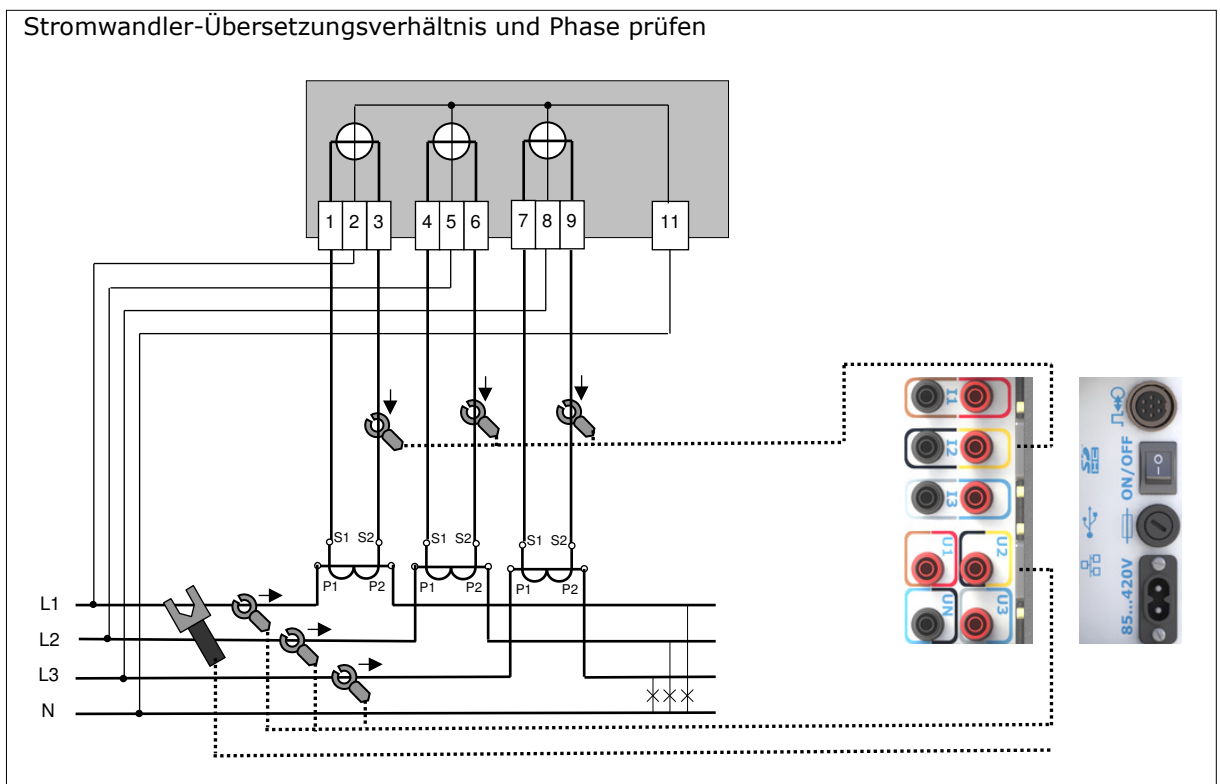 Stromwandler-Übersetzungsverhältnis und Phase prüfen
1 2 3 4 5 6 7 8 9 11
S1 S2 S1 S2 S1 S2
P1 P2 P1 P2 P1 P2
L1
L2
L3
N
I1
I2
I3
U1 U2
UN U3
ON/OFF
85...420V